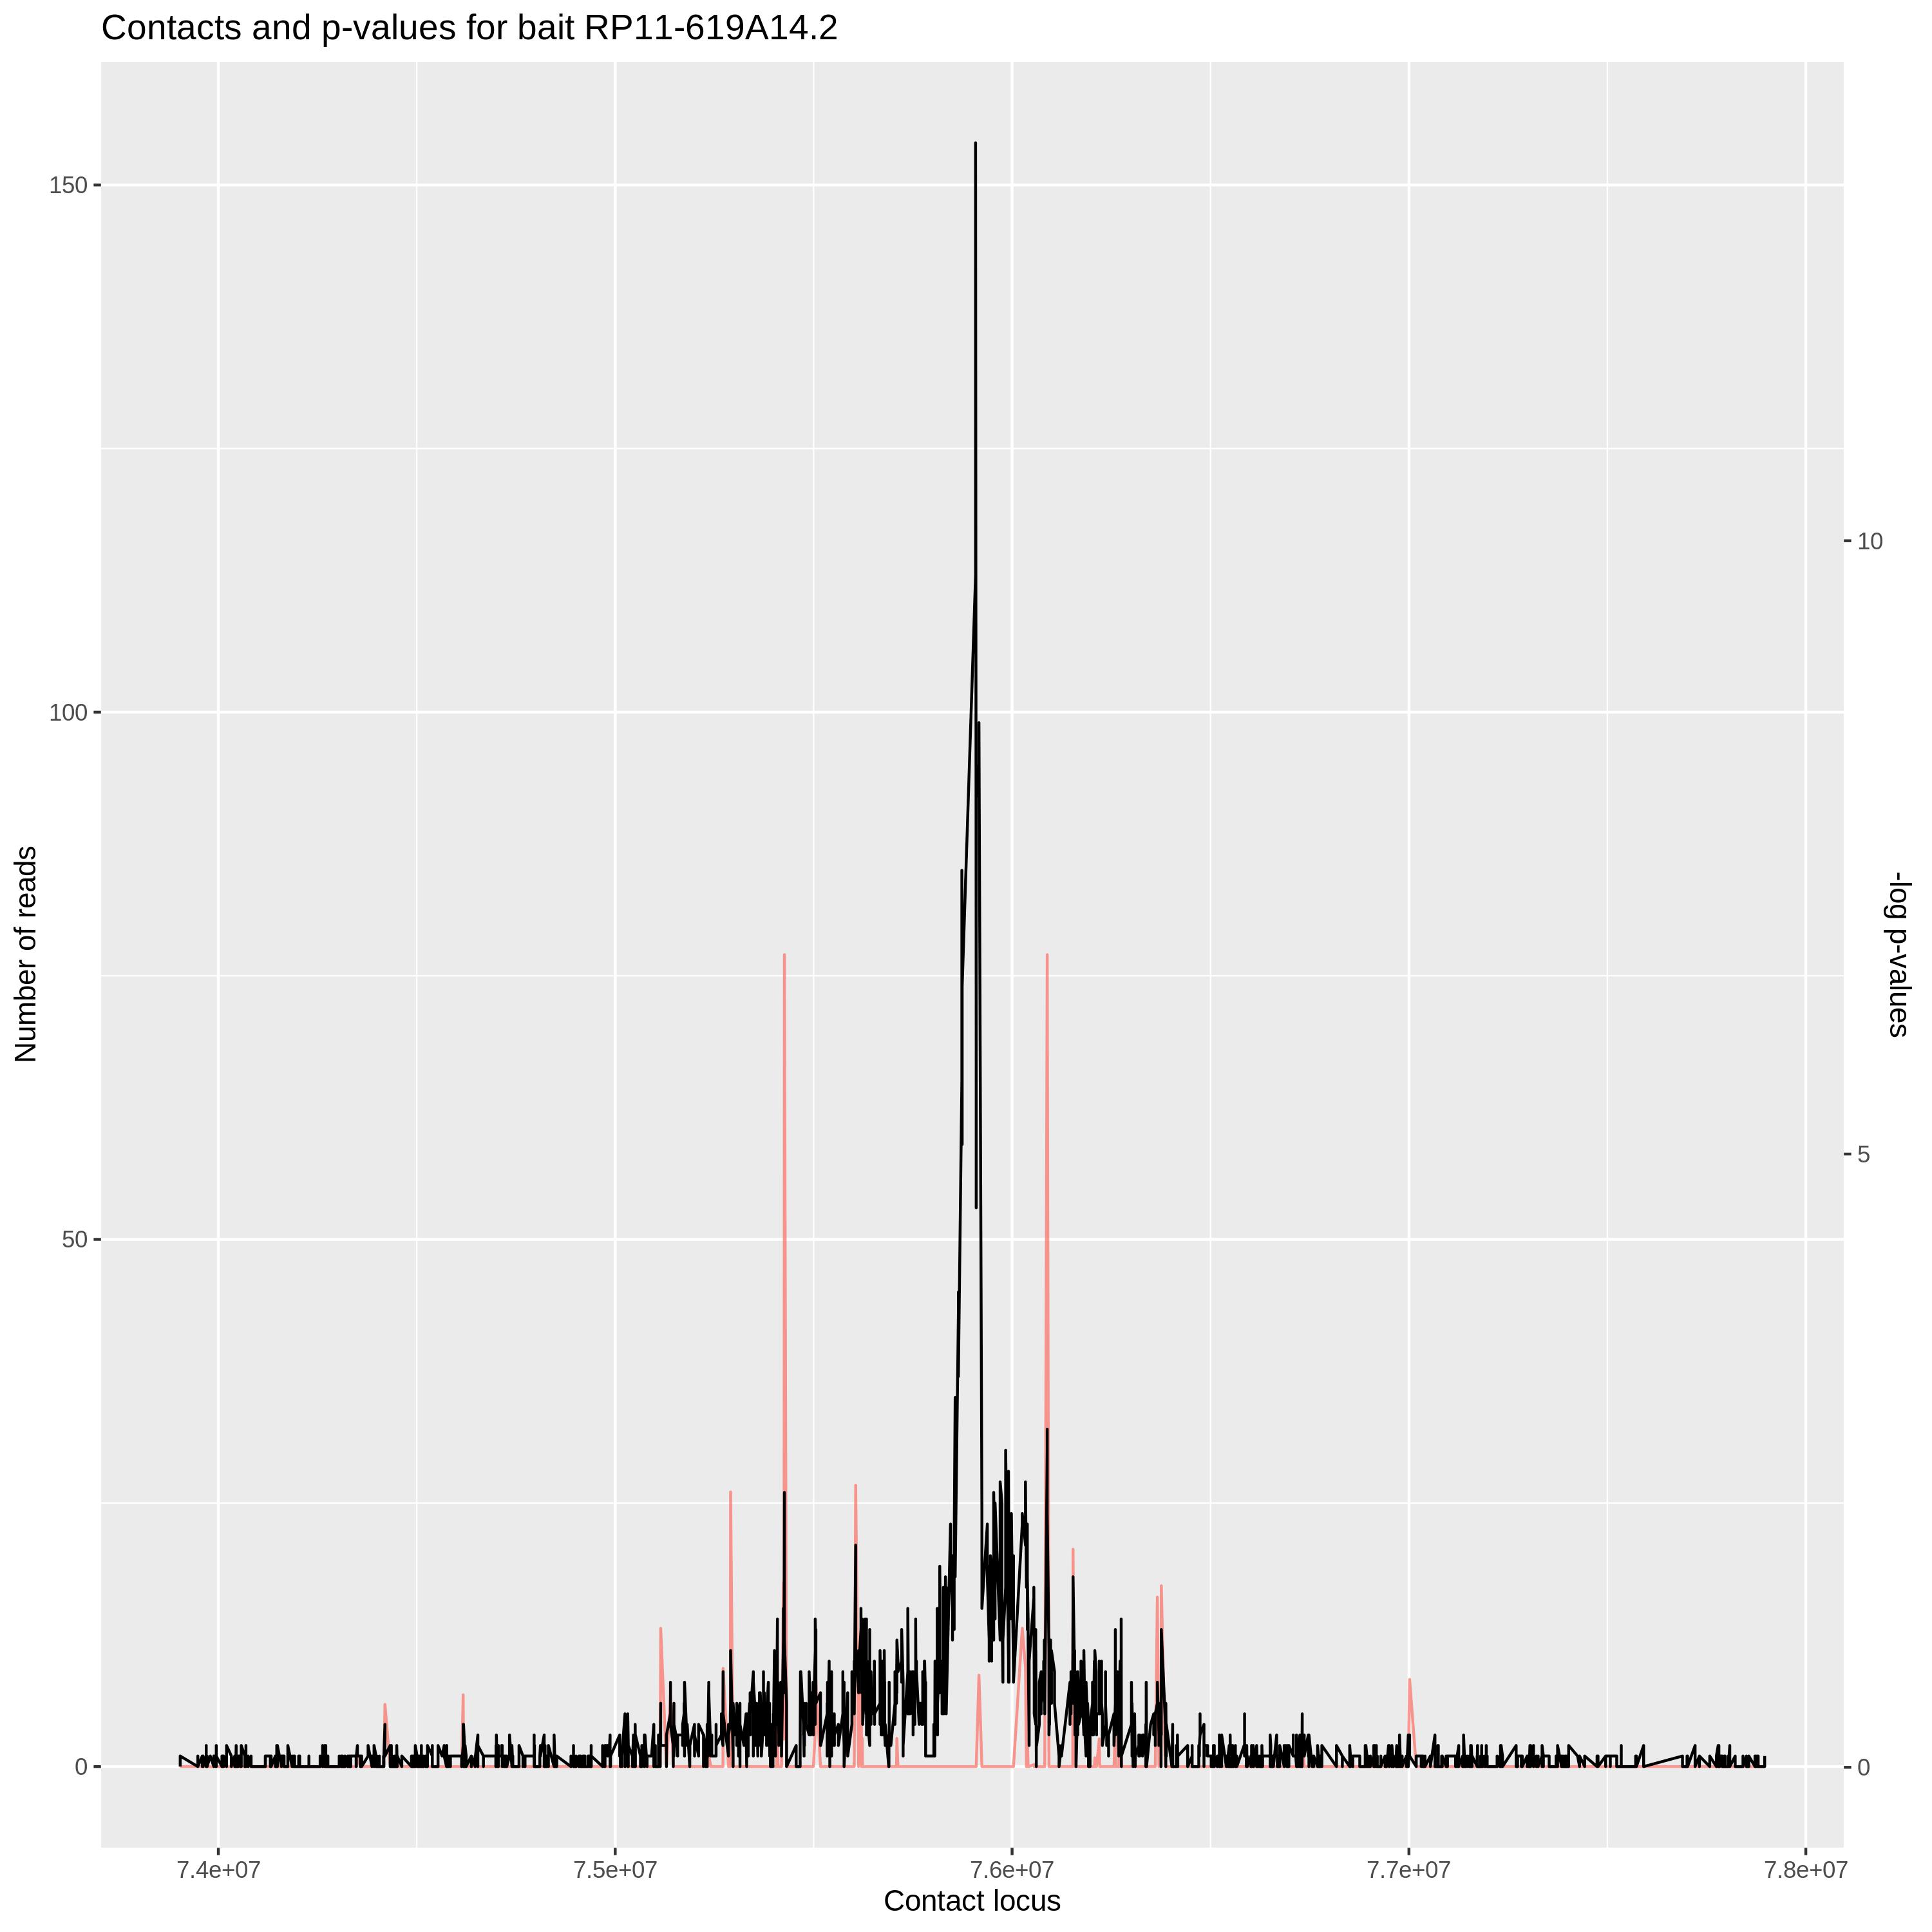 Contacts and p-values for bait RP11-619A14.2
150
100
50
0
Number of reads
10
5
0
-log p-values
7.4e+07
7.5e+07
7.6e+07
7.7e+07
7.8e+07
Contact locus